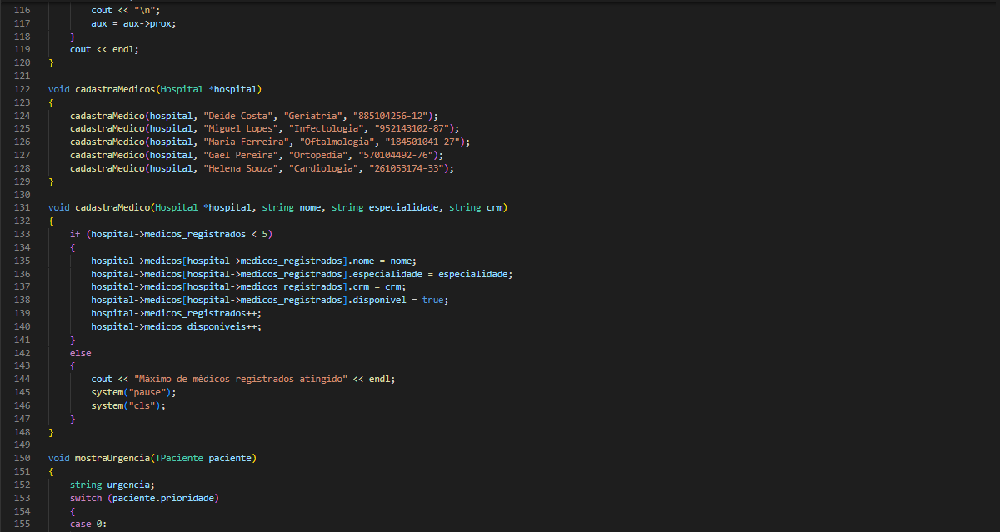 116 cout << "\n";
117 aux = aux->prox;
118 }
119 cout << endl;
120 }
121
122 void cadastraMedicos(Hospital *hospital)
123 {
124 cadastraMedico(hospital, "Deide Costa", "Geriatria", "885104256-12");
125 cadastraMedico(hospital, "Miguel Lopes", "Infectologia", "952143102-87");
126 cadastraMedico(hospital, "Maria Ferreira", "Oftalmologia", "184501041-27");
127 cadastraMedico(hospital, "Gael Pereira", "Ortopedia", "570104492-76");
128 cadastraMedico(hospital, "Helena Souza", "Cardiologia", "261053174-33");
129 }
130
131 void cadastraMedico(Hospital *hospital, string nome, string especialidade, string crm)
132 {
133 if (hospital->medicos_registrados < 5)
134 {
135 hospital->medicos[hospital->medicos_registrados].nome = nome;
136 hospital->medicos[hospital->medicos_registrados].especialidade = especialidade;
137 hospital->medicos[hospital->medicos_registrados].crm = crm;
138 hospital->medicos[hospital->medicos_registrados].disponivel = true;
139 hospital->medicos_registrados++;
140 hospital->medicos_disponiveis++;
141 }
142 else
143 {
144 cout << "Máximo de médicos registrados atingido" << endl;
145 system("pause");
146 system("cls");
147 }
148 }
149
150 void mostraUrgencia(TPaciente paciente)
151 {
152 string urgencia;
153 switch (paciente.prioridade)
154 {
155 case 0: